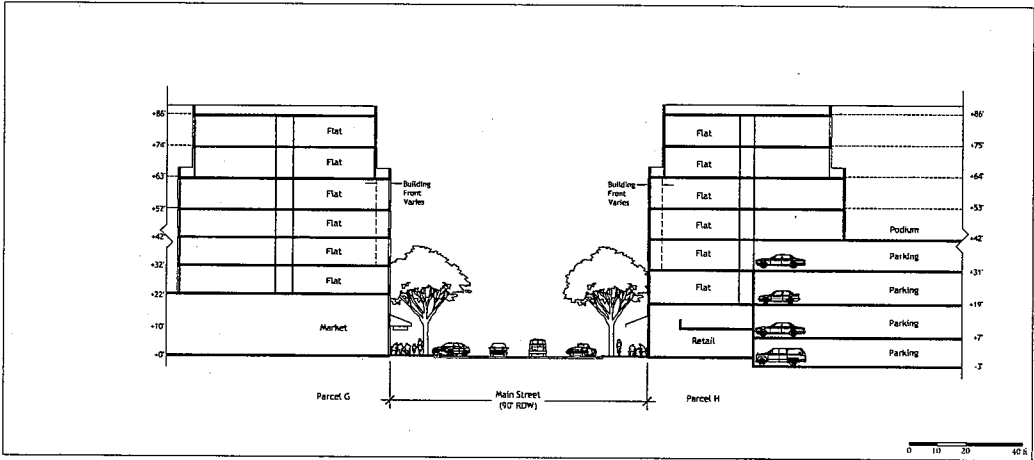 +86'
Flat
Flat
+86'
+74'
Flat
Flat
+75'
+63'
Flat
Building
Front
Varies
Building
Front
Varies
Flat
+64'
+52'
Flat
Flat
+53'
Podium
+42'
Flat
Flat
Parking
+42'
+32'
Flat
Flat
Parking
+31'
+22'
+19'
+10'
Market
Retail
Parking
+7'
+0'
Parking
-3'
Parcel G
Main Street
(90' ROW)
Parcel H
0 10 20 40 ft